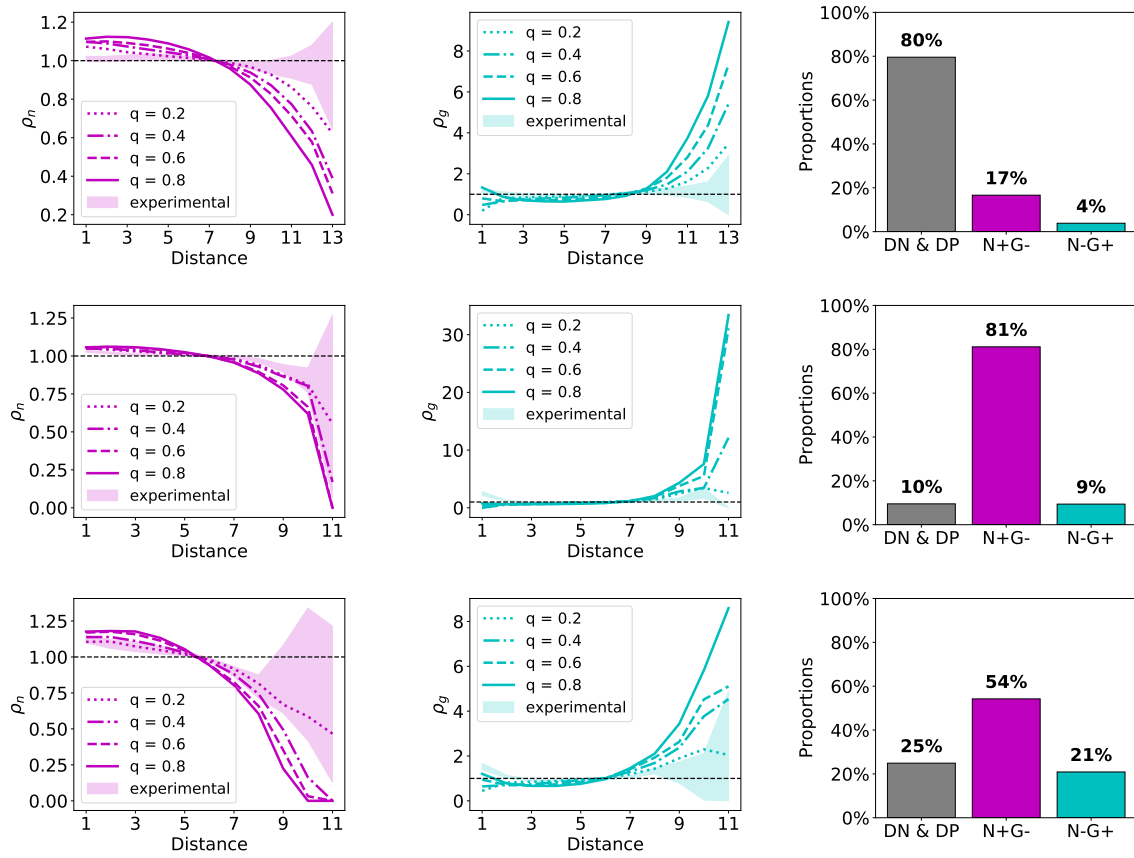 1.2
1.0
0.8
0.6
0.4
0.2
ρn
q = 0.2
q = 0.4
q = 0.6
q = 0.8
experimental
1 3 5 7 9 11 13
Distance
8
6
4
2
0
ρg
q = 0.2
q = 0.4
q = 0.6
q = 0.8
experimental
1 3 5 7 9 11 13
Distance
100%
80%
60%
40%
20%
0%
Proportions
80%
17%
4%
DN & DP N+G- N-G+
1.25
1.00
0.75
0.50
0.25
0.00
ρn
q = 0.2
q = 0.4
q = 0.6
q = 0.8
experimental
1 3 5 7 9 11
Distance
30
20
10
0
ρg
q = 0.2
q = 0.4
q = 0.6
q = 0.8
experimental
1 3 5 7 9 11
Distance
100%
80%
60%
40%
20%
0%
Proportions
10%
81%
9%
DN & DP N+G- N-G+
1.25
1.00
0.75
0.50
0.25
0.00
ρn
q = 0.2
q = 0.4
q = 0.6
q = 0.8
experimental
1 3 5 7 9 11
Distance
8
6
4
2
0
ρg
q = 0.2
q = 0.4
q = 0.6
q = 0.8
experimental
1 3 5 7 9 11
Distance
100%
80%
60%
40%
20%
0%
Proportions
25%
54%
21%
DN & DP N+G- N-G+